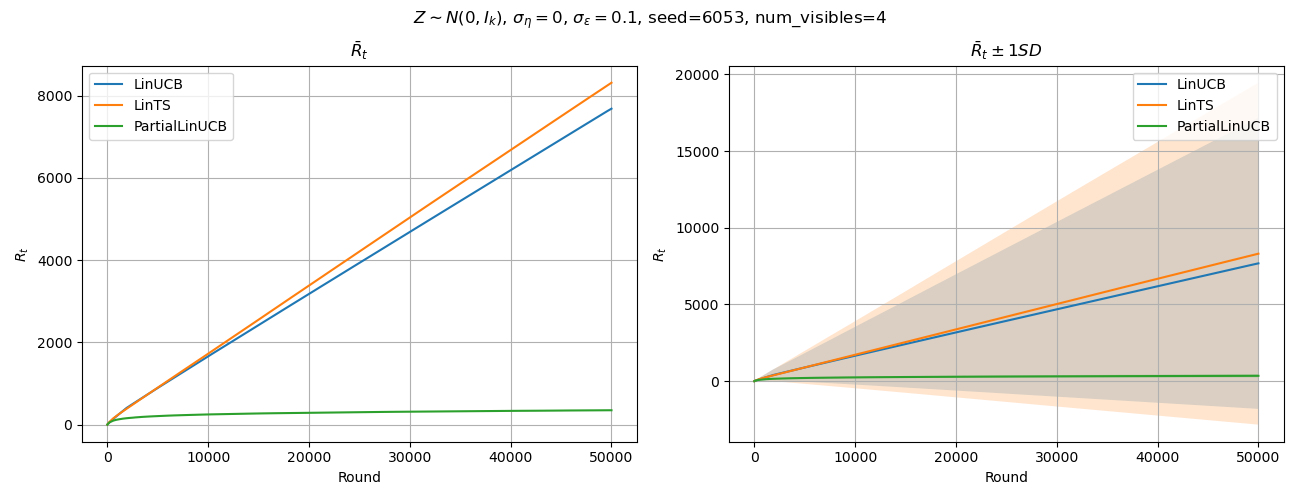 Z ∼ N(0, I_k), σ_η = 0, σ_ε = 0.1, seed=6053, num_visibles=4
R̄_t
R̄_t ± 1SD
LinUCB
LinTS
PartialLinUCB
8000
6000
4000
2000
0
R_t
0 10000 20000 30000 40000 50000
Round
LinUCB
LinTS
PartialLinUCB
20000
15000
10000
5000
0
R_t
0 10000 20000 30000 40000 50000
Round